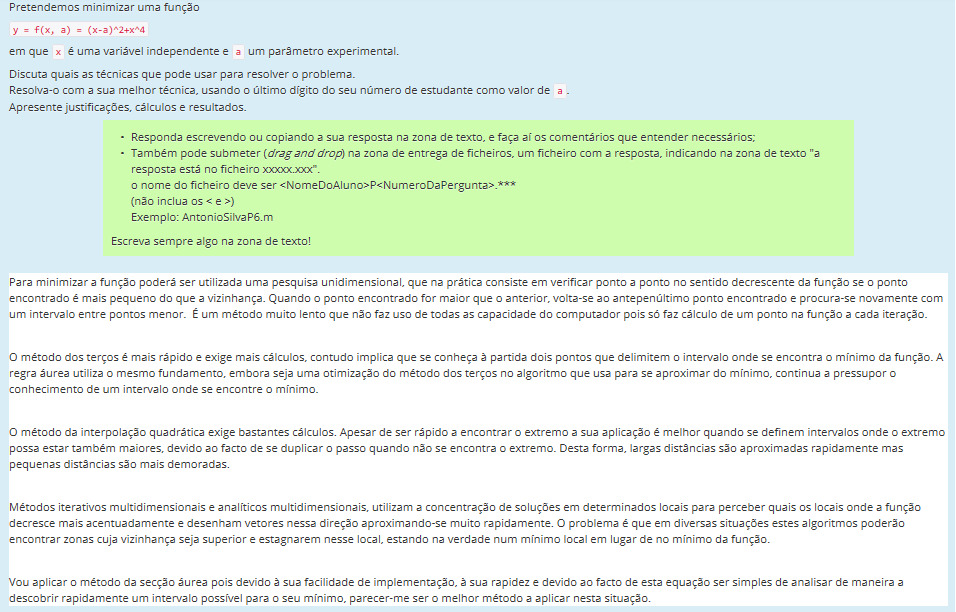 Pretendemos minimizar uma função
y = f(x, a) = (x-a)^2+x^4
em que x é uma variável independente e a um parâmetro experimental.
Discuta quais as técnicas que pode usar para resolver o problema.
Resolva-o com a sua melhor técnica, usando o último dígito do seu número de estudante como valor de a.
Apresente justificações, cálculos e resultados.
• Responda escrevendo ou copiando a sua resposta na zona de texto, e faça aí os comentários que entender necessários;
• Também pode submeter (drag and drop) na zona de entrega de ficheiros, um ficheiro com a resposta, indicando na zona de texto "a
resposta está no ficheiro xxxxx.xxx".
o nome do ficheiro deve ser <NomeDoAluno>P<NumeroDaPergunta>.***
(não inclua os < e >)
Exemplo: AntonioSilvaP6.m
Escreva sempre algo na zona de texto!
Para minimizar a função poderá ser utilizada uma pesquisa unidimensional, que na prática consiste em verificar ponto a ponto no sentido decrescente da função se o ponto
encontrado é mais pequeno do que a vizinhança. Quando o ponto encontrado for maior que o anterior, volta-se ao antepenúltimo ponto encontrado e procura-se novamente com
um intervalo entre pontos menor. É um método muito lento que não faz uso de todas as capacidade do computador pois só faz cálculo de um ponto na função a cada iteração.
O método dos terços é mais rápido e exige mais cálculos, contudo implica que se conheça à partida dois pontos que delimitem o intervalo onde se encontra o mínimo da função. A
regra áurea utiliza o mesmo fundamento, embora seja uma otimização do método dos terços no algoritmo que usa para se aproximar do mínimo, continua a pressupor o
conhecimento de um intervalo onde se encontre o mínimo.
O método da interpolação quadrática exige bastantes cálculos. Apesar de ser rápido a encontrar o extremo a sua aplicação é melhor quando se definem intervalos onde o extremo
possa estar também maiores, devido ao facto de se duplicar o passo quando não se encontra o extremo. Desta forma, largas distâncias são aproximadas rapidamente mas
pequenas distâncias são mais demoradas.
Métodos iterativos multidimensionais e analíticos multidimensionais, utilizam a concentração de soluções em determinados locais para perceber quais os locais onde a função
decresce mais acentuadamente e desenham vetores nessa direção aproximando-se muito rapidamente. O problema é que em diversas situações estes algoritmos poderão
encontrar zonas cuja vizinhança seja superior e estagnarem nesse local, estando na verdade num mínimo local em lugar de no mínimo da função.
Vou aplicar o método da secção áurea pois devido à sua facilidade de implementação, à sua rapidez e devido ao facto de esta equação ser simples de analisar de maneira a
descobrir rapidamente um intervalo possível para o seu mínimo, parecer-me ser o melhor método a aplicar nesta situação.